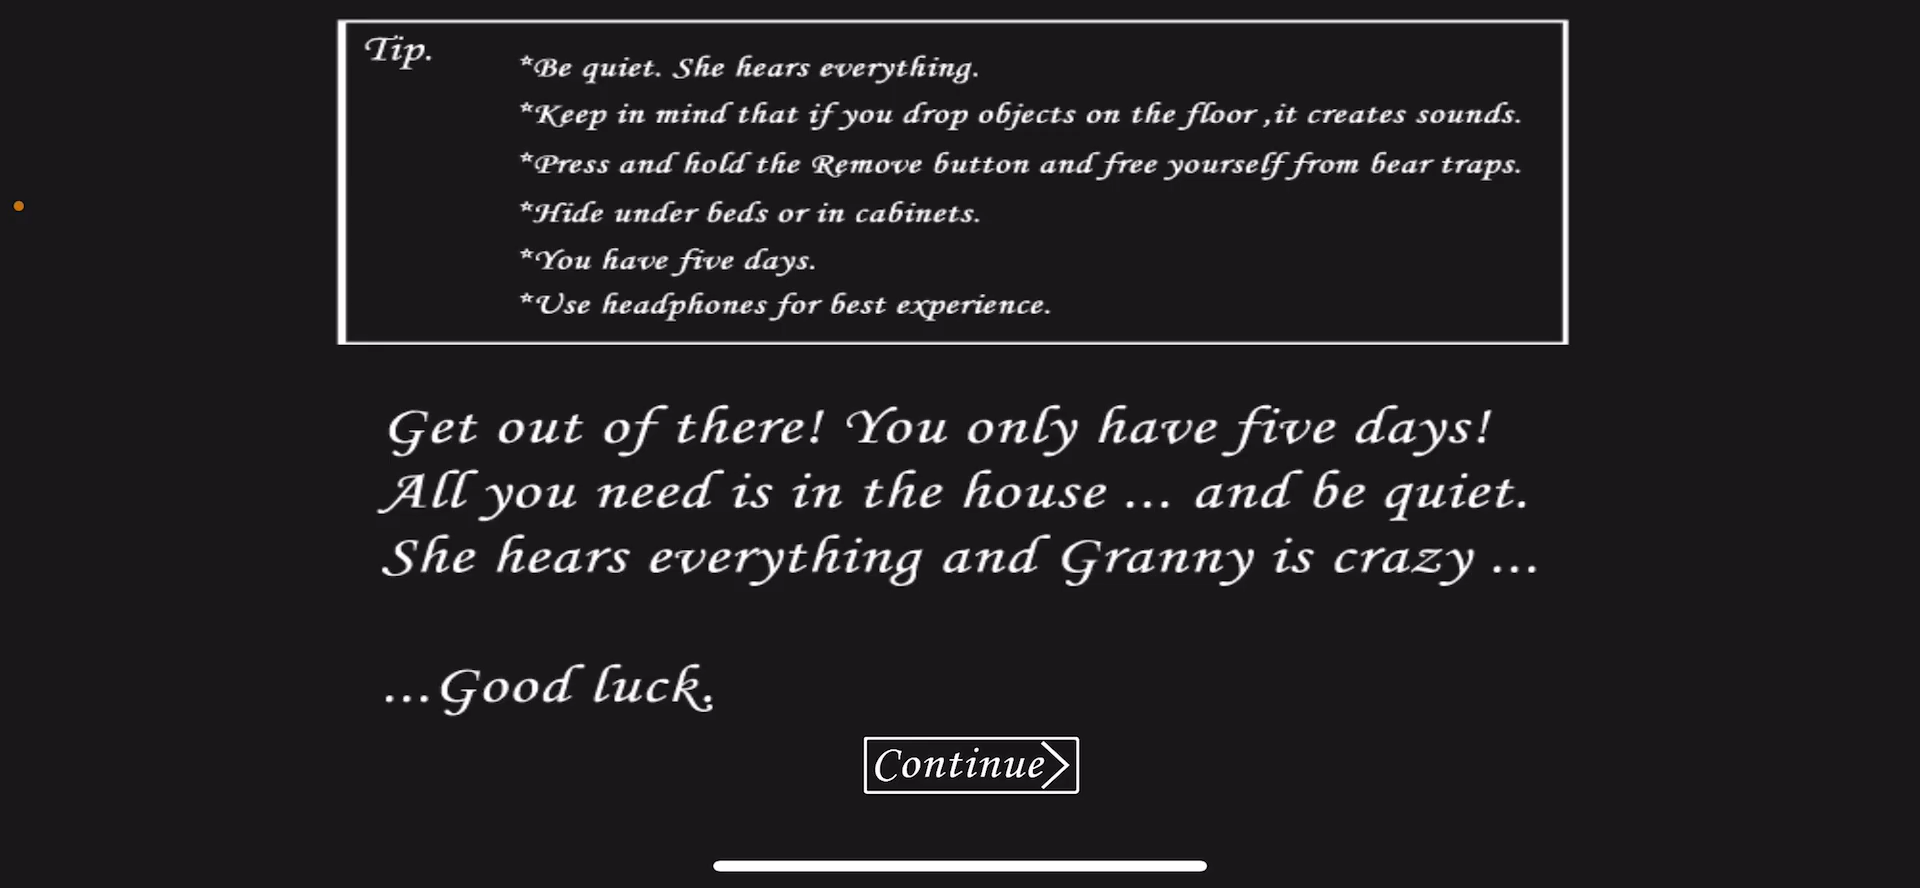 Tip.
*Be quiet. She hears everything.
*Keep in mind that if you drop objects on the floor ,it creates sounds.
*Press and hold the Remove button and free yourself from bear traps.
*Hide under beds or in cabinets.
*You have five days.
*Use headphones for best experience.
Get out of there! You only have five days!
All you need is in the house ... and be quiet.
She hears everything and Granny is crazy ...
...Good luck.
Continue